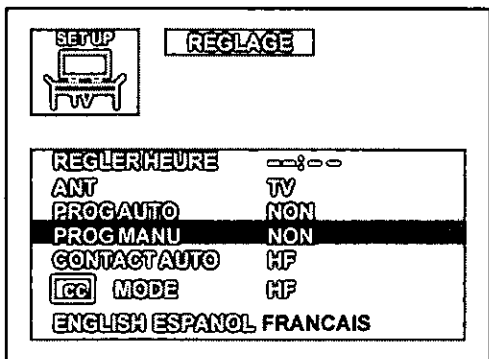 SETUP
TV
REGLAGE
REGLER HEURE --:--
ANT TV
PROG AUTO NON
PROG MANU NON
CONTACT AUTO HF
CC MODE HF
ENGLISH ESPANOL FRANCAIS